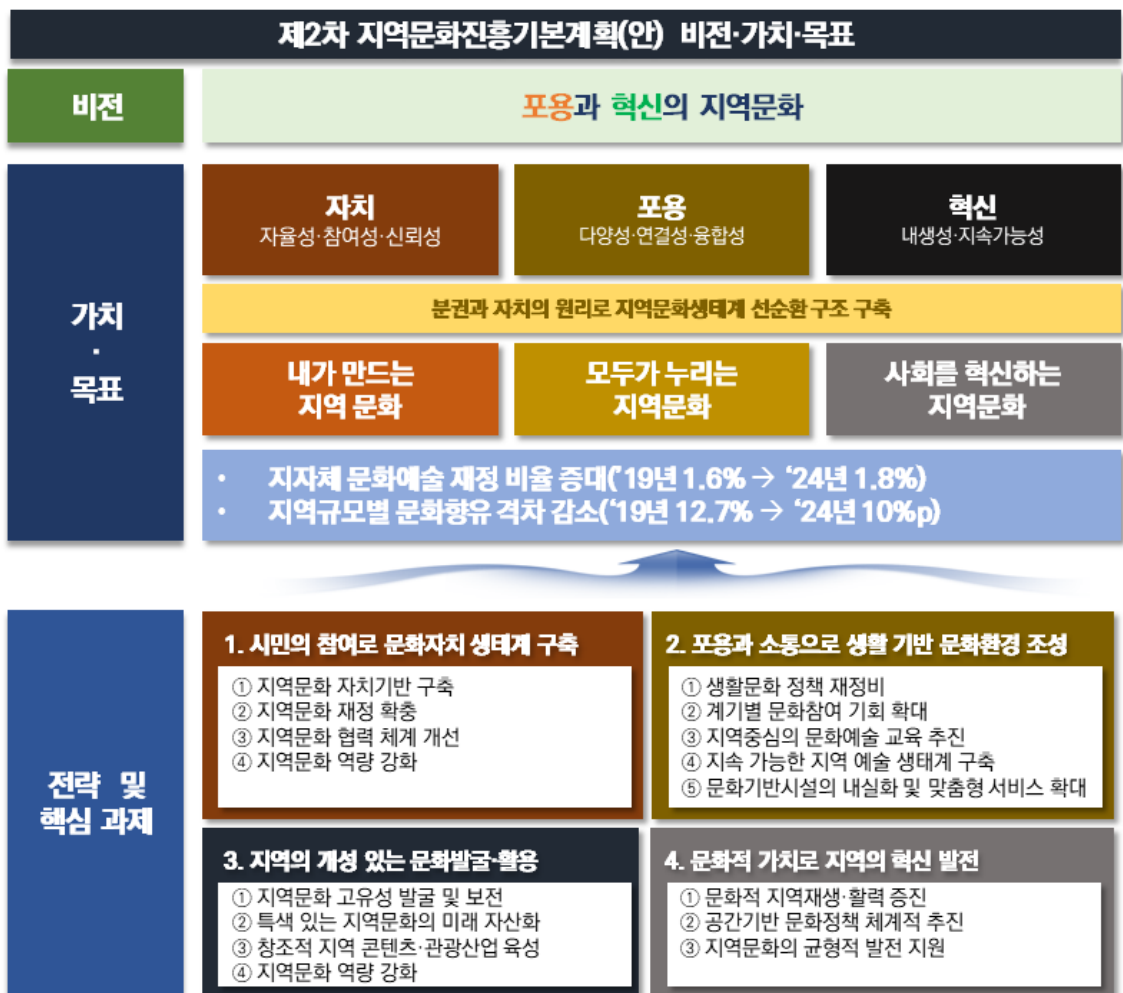 제2차 지역문화진흥기본계획(안) 비전·가치·목표
비전
포용과 혁신의 지역문화
가치
·
목표
자치
자율성·참여성·신뢰성
포용
다양성·연결성·융합성
혁신
내생성·지속가능성
분권과 자치의 원리로 지역문화생태계 선순환 구조 구축
내가 만드는
지역 문화
모두가 누리는
지역문화
사회를 혁신하는
지역문화
• 지자체 문화예술 재정 비율 증대(’19년 1.6% → ‘24년 1.8%)
• 지역규모별 문화향유 격차 감소(‘19년 12.7% → ‘24년 10%p)
전략 및
핵심 과제
1. 시민의 참여로 문화자치 생태계 구축
① 지역문화 자치기반 구축
② 지역문화 재정 확충
③ 지역문화 협력 체계 개선
④ 지역문화 역량 강화
2. 포용과 소통으로 생활 기반 문화환경 조성
① 생활문화 정책 재정비
② 계기별 문화참여 기회 확대
③ 지역중심의 문화예술 교육 추진
④ 지속 가능한 지역 예술 생태계 구축
⑤ 문화기반시설의 내실화 및 맞춤형 서비스 확대
3. 지역의 개성 있는 문화발굴·활용
① 지역문화 고유성 발굴 및 보전
② 특색 있는 지역문화의 미래 자산화
③ 창조적 지역 콘텐츠·관광산업 육성
④ 지역문화 역량 강화
4. 문화적 가치로 지역의 혁신 발전
① 문화적 지역재생·활력 증진
② 공간기반 문화정책 체계적 추진
③ 지역문화의 균형적 발전 지원